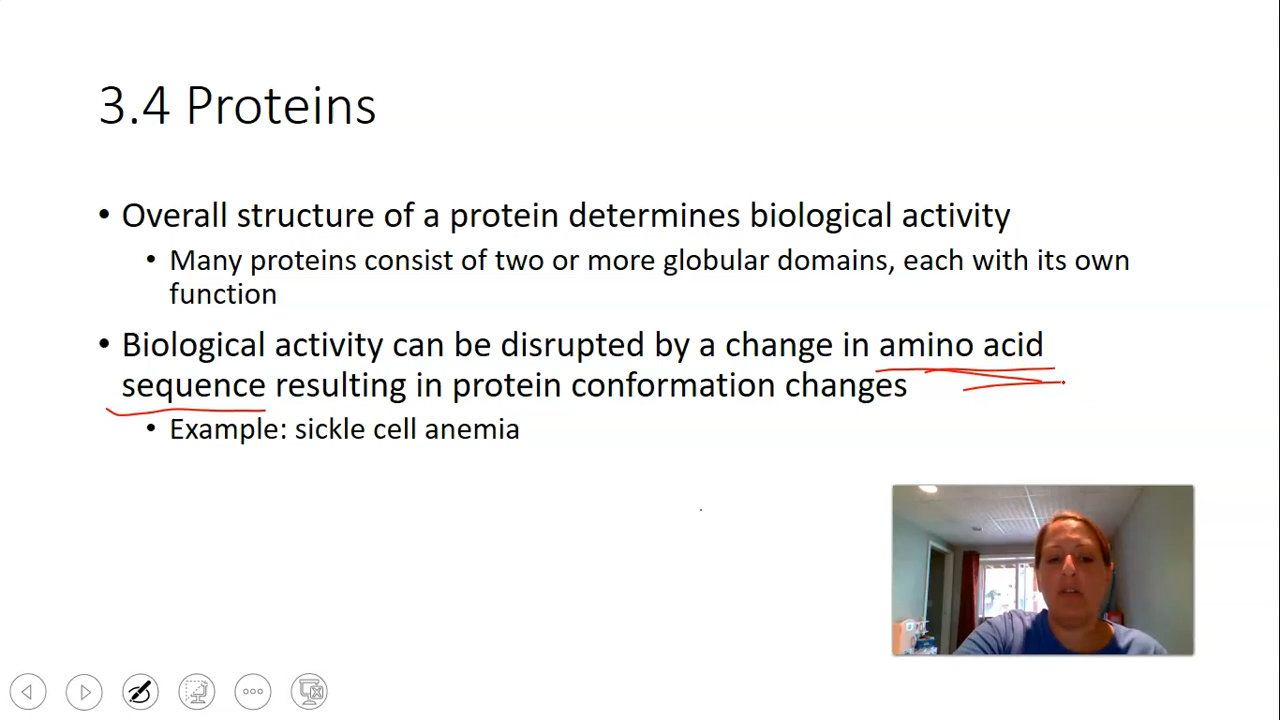 3.4 Proteins
• Overall structure of a protein determines biological activity
• Many proteins consist of two or more globular domains, each with its own
function
• Biological activity can be disrupted by a change in amino acid
sequence resulting in protein conformation changes
• Example: sickle cell anemia